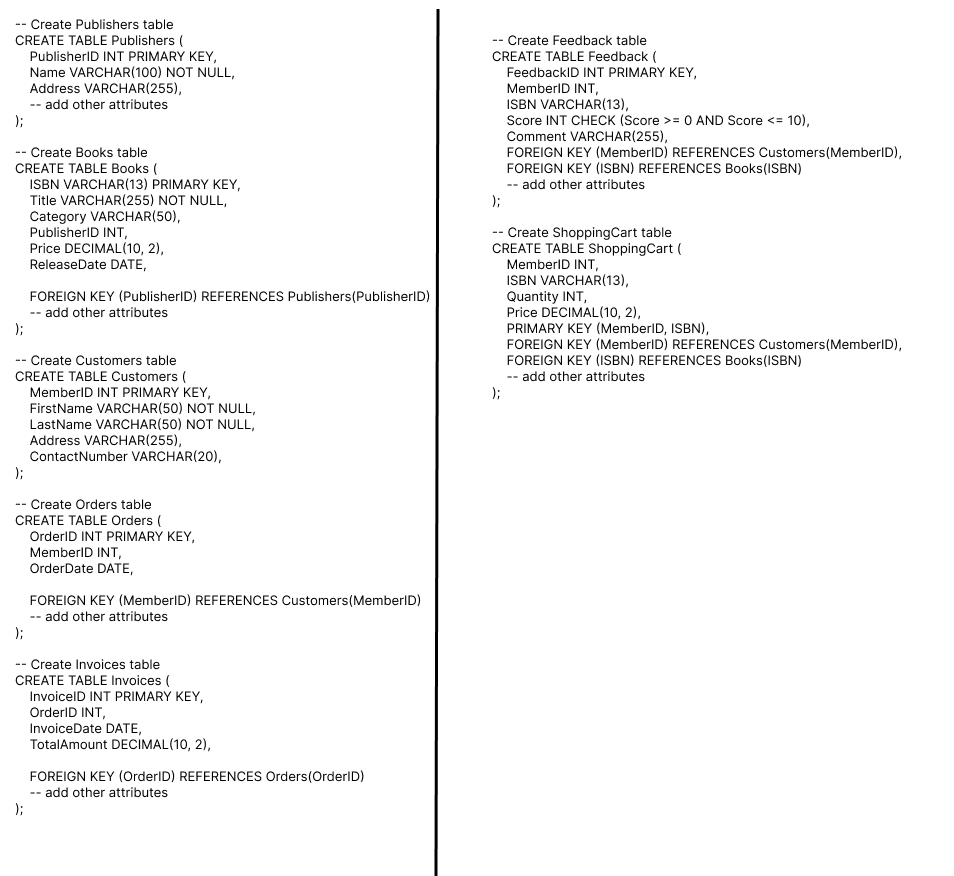 -- Create Publishers table
CREATE TABLE Publishers (
    PublisherID INT PRIMARY KEY,
    Name VARCHAR(100) NOT NULL,
    Address VARCHAR(255),
    -- add other attributes
);

-- Create Books table
CREATE TABLE Books (
    ISBN VARCHAR(13) PRIMARY KEY,
    Title VARCHAR(255) NOT NULL,
    Category VARCHAR(50),
    PublisherID INT,
    Price DECIMAL(10, 2),
    ReleaseDate DATE,

    FOREIGN KEY (PublisherID) REFERENCES Publishers(PublisherID)
    -- add other attributes
);

-- Create Customers table
CREATE TABLE Customers (
    MemberID INT PRIMARY KEY,
    FirstName VARCHAR(50) NOT NULL,
    LastName VARCHAR(50) NOT NULL,
    Address VARCHAR(255),
    ContactNumber VARCHAR(20),
);

-- Create Orders table
CREATE TABLE Orders (
    OrderID INT PRIMARY KEY,
    MemberID INT,
    OrderDate DATE,

    FOREIGN KEY (MemberID) REFERENCES Customers(MemberID)
    -- add other attributes
);

-- Create Invoices table
CREATE TABLE Invoices (
    InvoiceID INT PRIMARY KEY,
    OrderID INT,
    InvoiceDate DATE,
    TotalAmount DECIMAL(10, 2),

    FOREIGN KEY (OrderID) REFERENCES Orders(OrderID)
    -- add other attributes
);

-- Create Feedback table
CREATE TABLE Feedback (
    FeedbackID INT PRIMARY KEY,
    MemberID INT,
    ISBN VARCHAR(13),
    Score INT CHECK (Score >= 0 AND Score <= 10),
    Comment VARCHAR(255),
    FOREIGN KEY (MemberID) REFERENCES Customers(MemberID),
    FOREIGN KEY (ISBN) REFERENCES Books(ISBN)
    -- add other attributes
);

-- Create ShoppingCart table
CREATE TABLE ShoppingCart (
    MemberID INT,
    ISBN VARCHAR(13),
    Quantity INT,
    Price DECIMAL(10, 2),
    PRIMARY KEY (MemberID, ISBN),
    FOREIGN KEY (MemberID) REFERENCES Customers(MemberID),
    FOREIGN KEY (ISBN) REFERENCES Books(ISBN)
    -- add other attributes
);